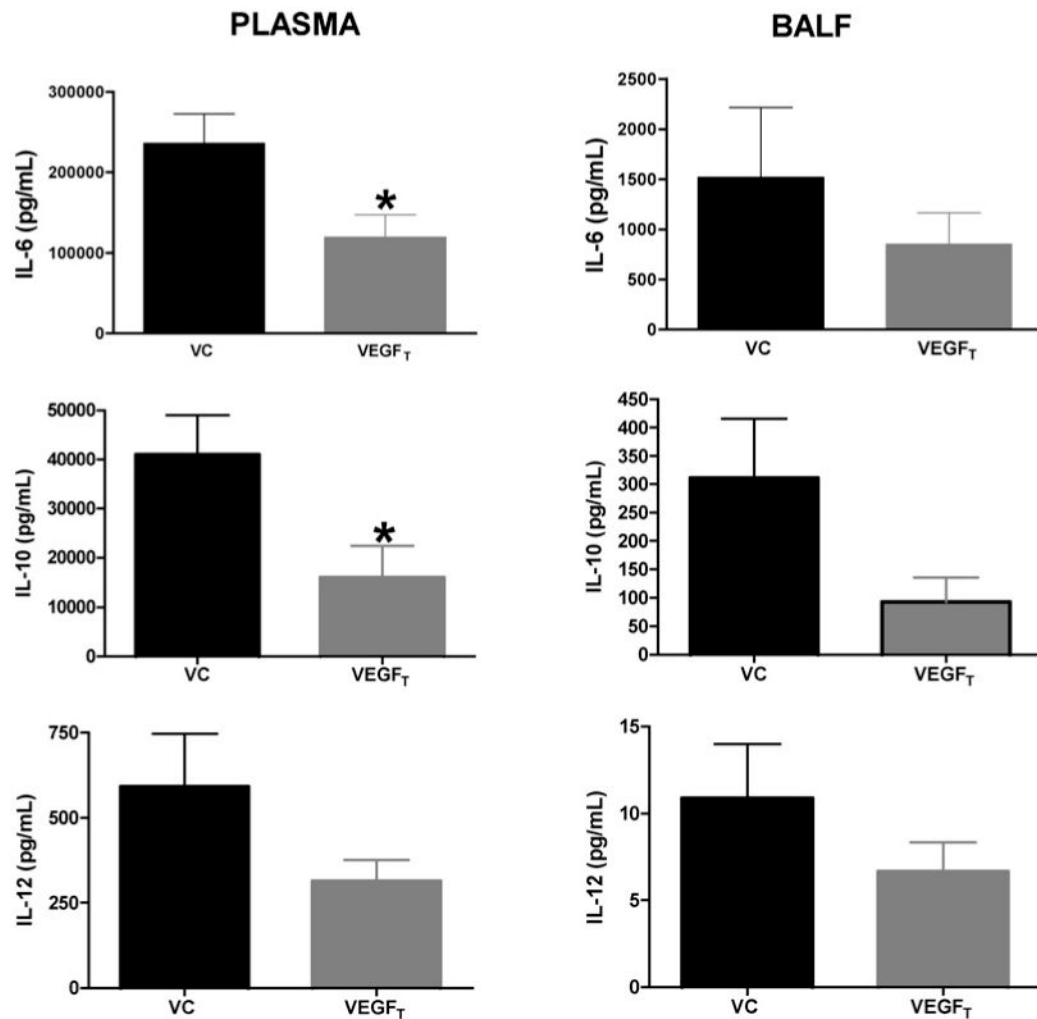 PLASMA
BALF
IL-6 (pg/mL)
300000
200000
100000
0
*
VC
VEGFT
IL-6 (pg/mL)
2500
2000
1500
1000
500
0
VC
VEGFT
IL-10 (pg/mL)
50000
40000
30000
20000
10000
0
*
VC
VEGFT
IL-10 (pg/mL)
450
400
350
300
250
200
150
100
50
0
VC
VEGFT
IL-12 (pg/mL)
750
500
250
0
VC
VEGFT
IL-12 (pg/mL)
15
10
5
0
VC
VEGFT